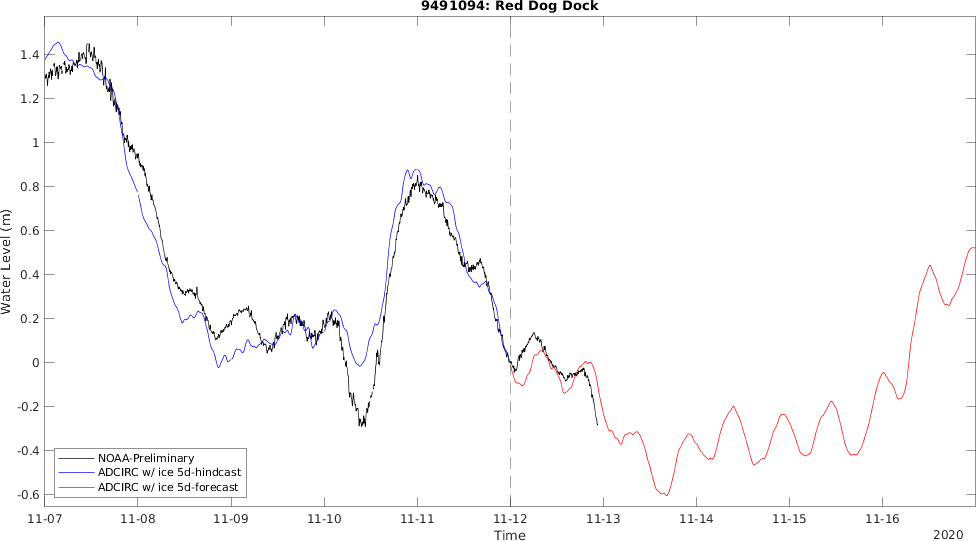 9491094: Red Dog Dock
Water Level (m)
1.4
1.2
1
0.8
0.6
0.4
0.2
0
-0.2
-0.4
-0.6
NOAA-Preliminary
ADCIRC w/ ice 5d-hindcast
ADCIRC w/ ice 5d-forecast
11-07 11-08 11-09 11-10 11-11 11-12 11-13 11-14 11-15 11-16
Time
2020